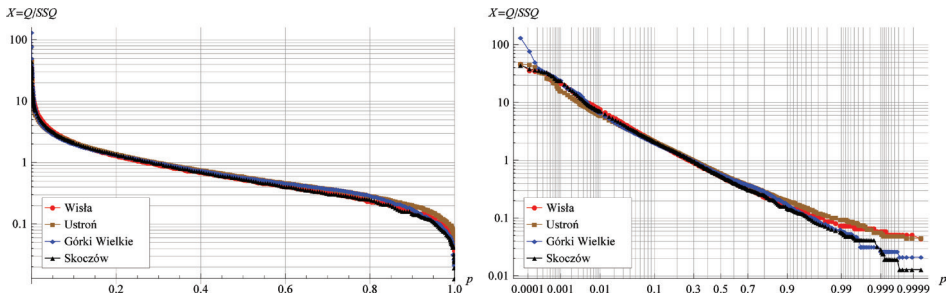 X=Q/SSQ
100
10
1
0.1
Wisła
Ustroń
Górki Wielkie
Skoczów
0.2 0.4 0.6 0.8 1.0 p
X=Q/SSQ
100
10
1
0.1
0.01
Wisła
Ustroń
Górki Wielkie
Skoczów
0.0001 0.001 0.01 0.1 0.3 0.5 0.7 0.9 0.99 0.9999 0.99999 p